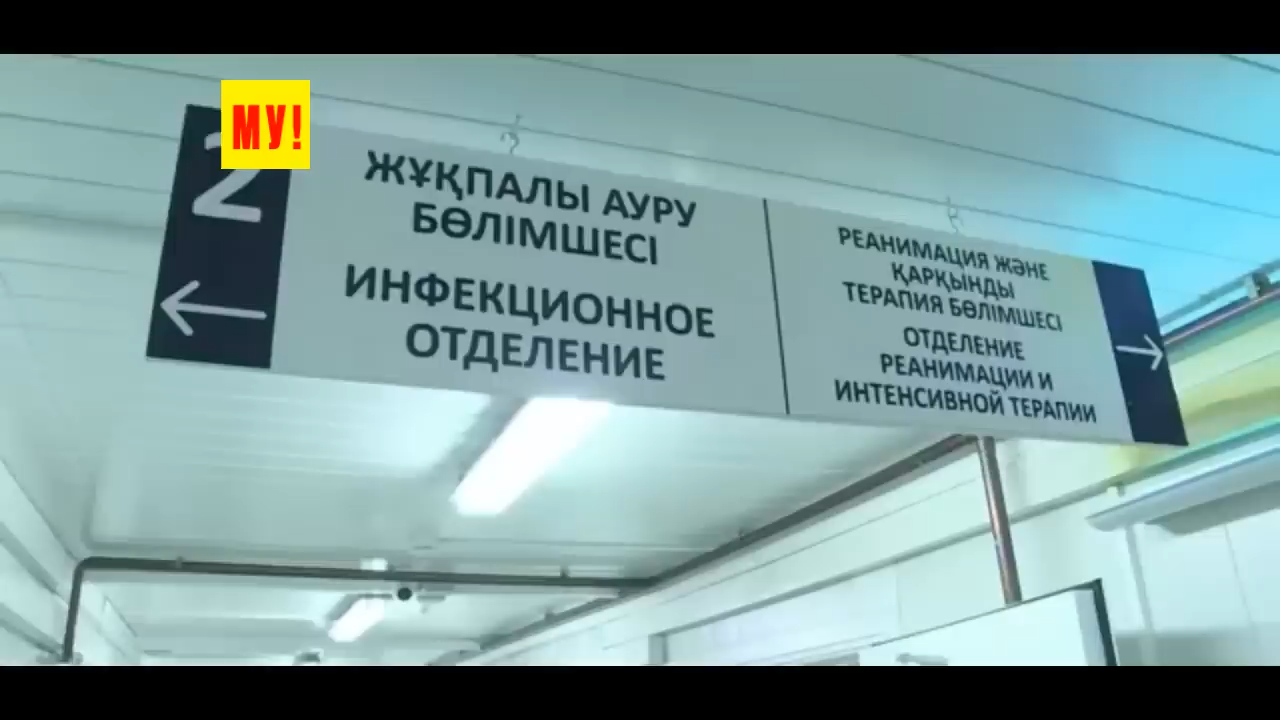 МУ!
2
ЖҰҚПАЛЫ АУРУ
БӨЛІМШЕСІ
ИНФЕКЦИОННОЕ
ОТДЕЛЕНИЕ
РЕАНИМАЦИЯ ЖӘНЕ
ҚАРҚЫНДЫ
ТЕРАПИЯ БӨЛІМШЕСІ
ОТДЕЛЕНИЕ
РЕАНИМАЦИИ И
ИНТЕНСИВНОЙ ТЕРАПИИ